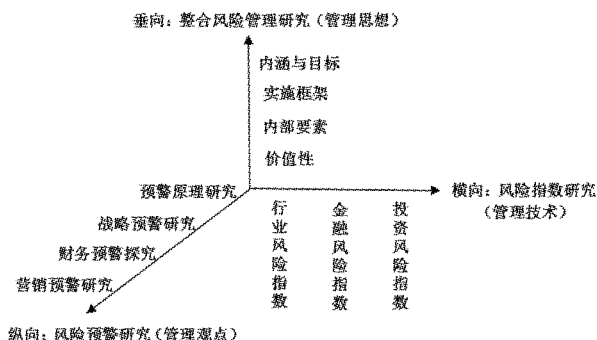 垂向：整合风险管理研究（管理思想）
内涵与目标
实施框架
内部要素
价值性
预警原理研究
战略预警研究
财务预警探究
营销预警研究
横向：风险指数研究
（管理技术）
行业风险指数
金融风险指数
投资风险指数
纵向：风险预警研究（管理观点）